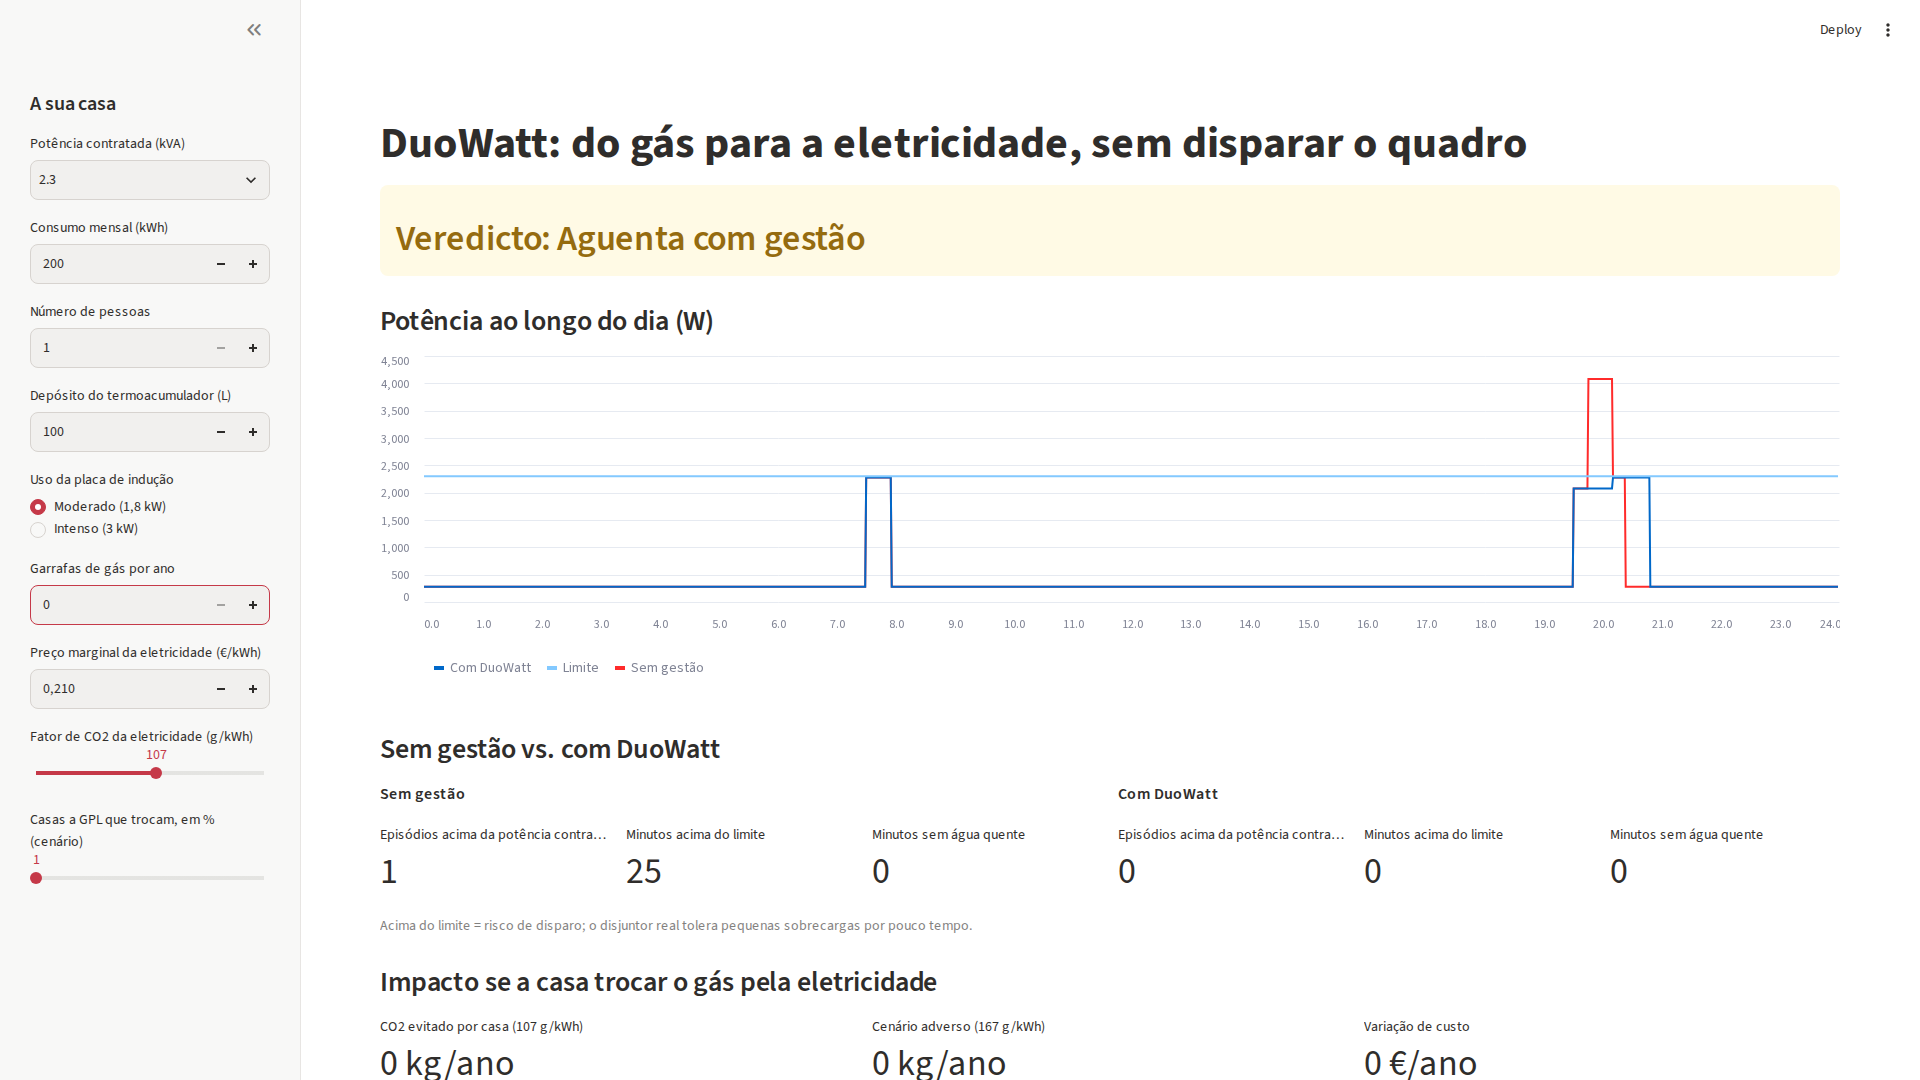 Deploy
A sua casa
Potência contratada (kVA)
2.3
Consumo mensal (kWh)
200
Número de pessoas
1
Depósito do termoacumulador (L)
100
Uso da placa de indução
Moderado (1,8 kW)
Intenso (3 kW)
Garrafas de gás por ano
0
Preço marginal da eletricidade (€/kWh)
0,210
Fator de CO2 da eletricidade (g/kWh)
107
Casas a GPL que trocam, em %
(cenário)
1
DuoWatt: do gás para a eletricidade, sem disparar o quadro
Veredicto: Aguenta com gestão
Potência ao longo do dia (W)
4,500
4,000
3,500
3,000
2,500
2,000
1,500
1,000
500
0
0.0 1.0 2.0 3.0 4.0 5.0 6.0 7.0 8.0 9.0 10.0 11.0 12.0 13.0 14.0 15.0 16.0 17.0 18.0 19.0 20.0 21.0 22.0 23.0 24.0
Com DuoWatt Limite Sem gestão
Sem gestão vs. com DuoWatt
Sem gestão Com DuoWatt
Episódios acima da potência contra… Minutos acima do limite Minutos sem água quente Episódios acima da potência contra… Minutos acima do limite Minutos sem água quente
1 25 0 0 0 0
Acima do limite = risco de disparo; o disjuntor real tolera pequenas sobrecargas por pouco tempo.
Impacto se a casa trocar o gás pela eletricidade
CO2 evitado por casa (107 g/kWh) Cenário adverso (167 g/kWh) Variação de custo
0 kg/ano 0 kg/ano 0 €/ano